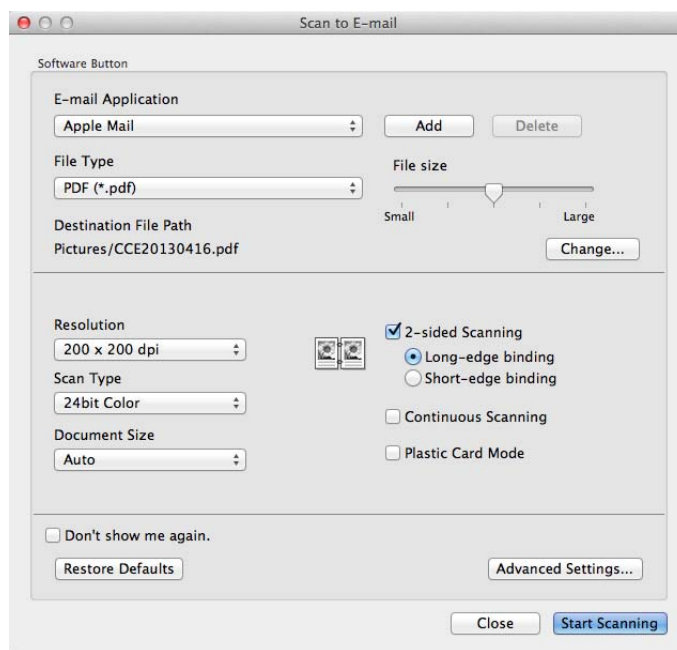 Scan to E-mail
Software Button
E-mail Application
Apple Mail
Add
Delete
File Type
File size
PDF (*.pdf)
Small
Large
Destination File Path
Pictures/CCE20130416.pdf
Change...
Resolution
200 x 200 dpi
2-sided Scanning
Long-edge binding
Scan Type
Short-edge binding
24bit Color
Continuous Scanning
Document Size
Auto
Plastic Card Mode
Don't show me again.
Restore Defaults
Advanced Settings...
Close
Start Scanning